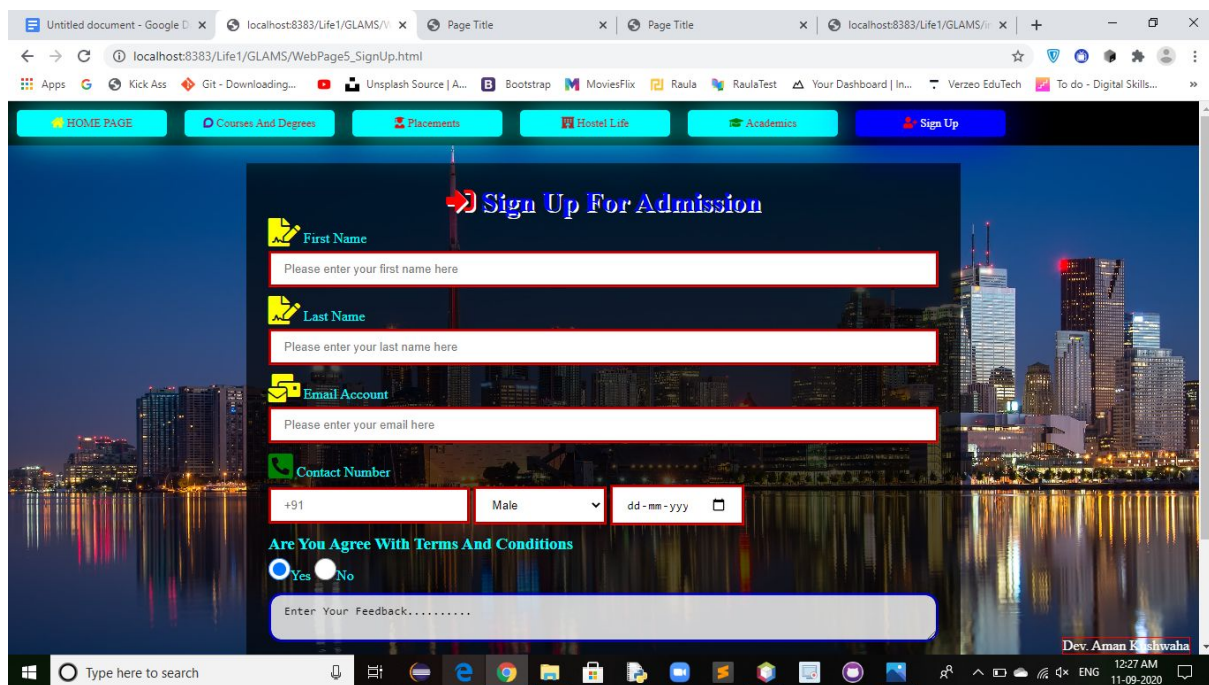 Untitled document - Google D
localhost:8383/Life1/GLAMS/W
Page Title
Page Title
localhost:8383/Life1/GLAMS/in
localhost:8383/Life1/GLAMS/WebPage5_SignUp.html
Apps
Kick Ass
Git - Downloading...
Unsplash Source | A...
Bootstrap
MoviesFlix
Raula
RaulaTest
Your Dashboard | In...
Verzeo EduTech
To do - Digital Skills...
HOME PAGE
Courses And Degrees
Placements
Hostel Life
Academics
Sign Up
Sign Up For Admission
First Name
Please enter your first name here
Last Name
Please enter your last name here
Email Account
Please enter your email here
Contact Number
+91
Male
dd-mm-yyy
Are You Agree With Terms And Conditions
Yes
No
Enter Your Feedback..........
Dev. Aman Kushwaha
Type here to search
ENG
12:27 AM
11-09-2020